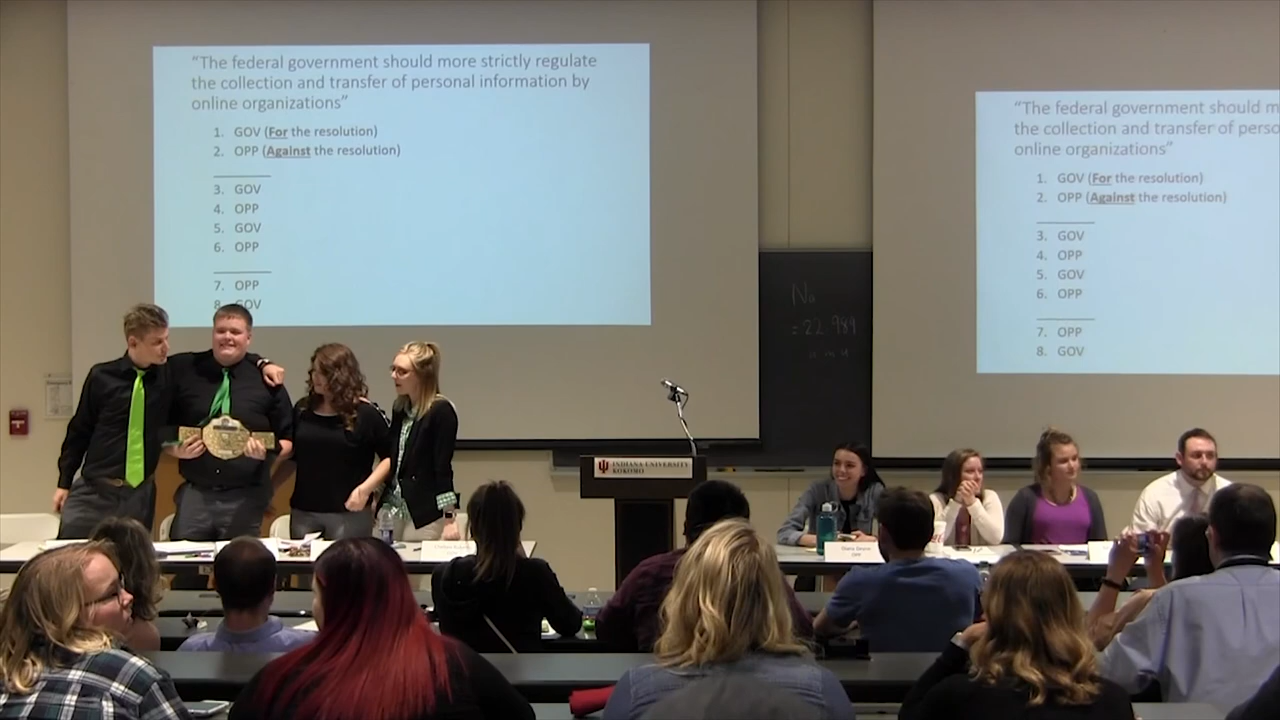 “The federal government should more strictly regulate
the collection and transfer of personal information by
online organizations”
1. GOV (For the resolution)
2. OPP (Against the resolution)
3. GOV
4. OPP
5. GOV
6. OPP
7. OPP
8. GOV
“The federal government should m
the collection and transfer of perso
online organizations”
1. GOV (For the resolution)
2. OPP (Against the resolution)
3. GOV
4. OPP
5. GOV
6. OPP
7. OPP
8. GOV
Na
=22.989
INDIANA UNIVERSITY
KOKOMO